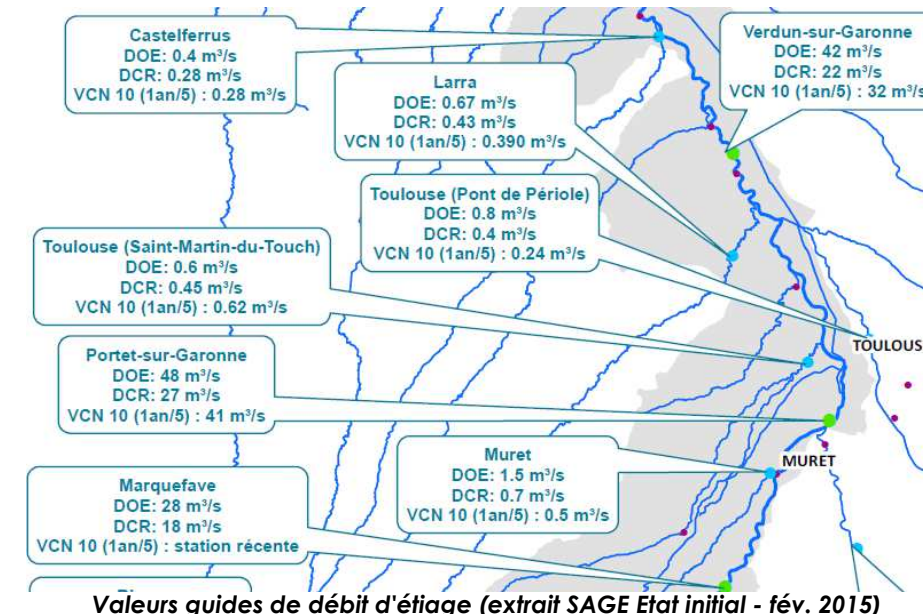 Castelferrus
DOE: 0.4 m³/s
DCR: 0.28 m³/s
VCN 10 (1an/5) : 0.28 m³/s
Verdun-sur-Garonne
DOE: 42 m³/s
DCR: 22 m³/s
VCN 10 (1an/5) : 32 m³/s
Larra
DOE: 0.67 m³/s
DCR: 0.43 m³/s
VCN 10 (1an/5) : 0.390 m³/s
Toulouse (Pont de Périole)
DOE: 0.8 m³/s
DCR: 0.4 m³/s
VCN 10 (1an/5) : 0.24 m³/s
Toulouse (Saint-Martin-du-Touch)
DOE: 0.6 m³/s
DCR: 0.45 m³/s
VCN 10 (1an/5) : 0.62 m³/s
TOULOUS
Portet-sur-Garonne
DOE: 48 m³/s
DCR: 27 m³/s
VCN 10 (1an/5) : 41 m³/s
MURET
Muret
DOE: 1.5 m³/s
DCR: 0.7 m³/s
VCN 10 (1an/5) : 0.5 m³/s
Marquefave
DOE: 28 m³/s
DCR: 18 m³/s
VCN 10 (1an/5) : station récente
Valeurs guides de débit d'étiage (extrait SAGE Etat initial - fév. 2015)